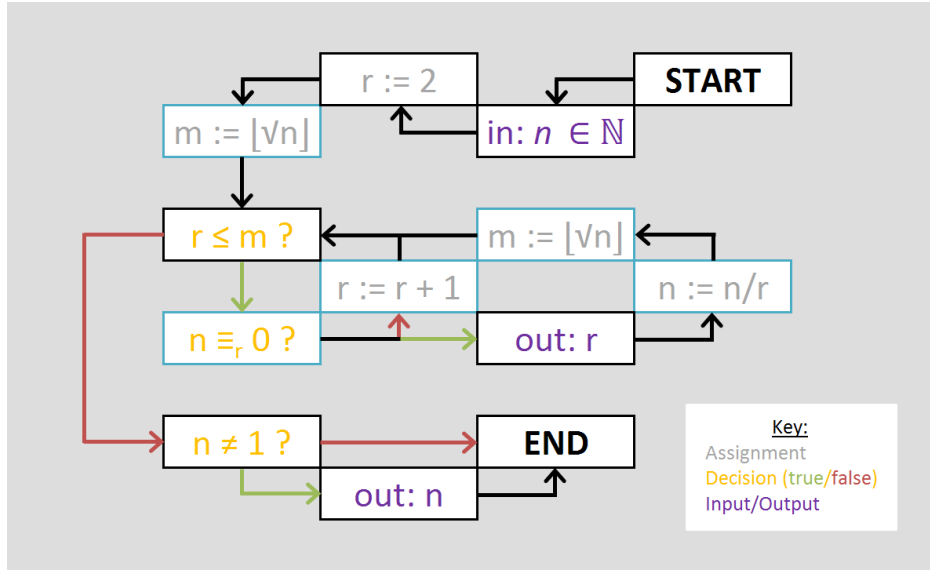 START
in: n ∈ ℕ
r := 2
m := ⌊√n⌋
r ≤ m ?
n ≡ᵣ 0 ?
r := r + 1
out: r
n := n/r
m := ⌊√n⌋
n ≠ 1 ?
out: n
END
Key:
Assignment
Decision (true/false)
Input/Output